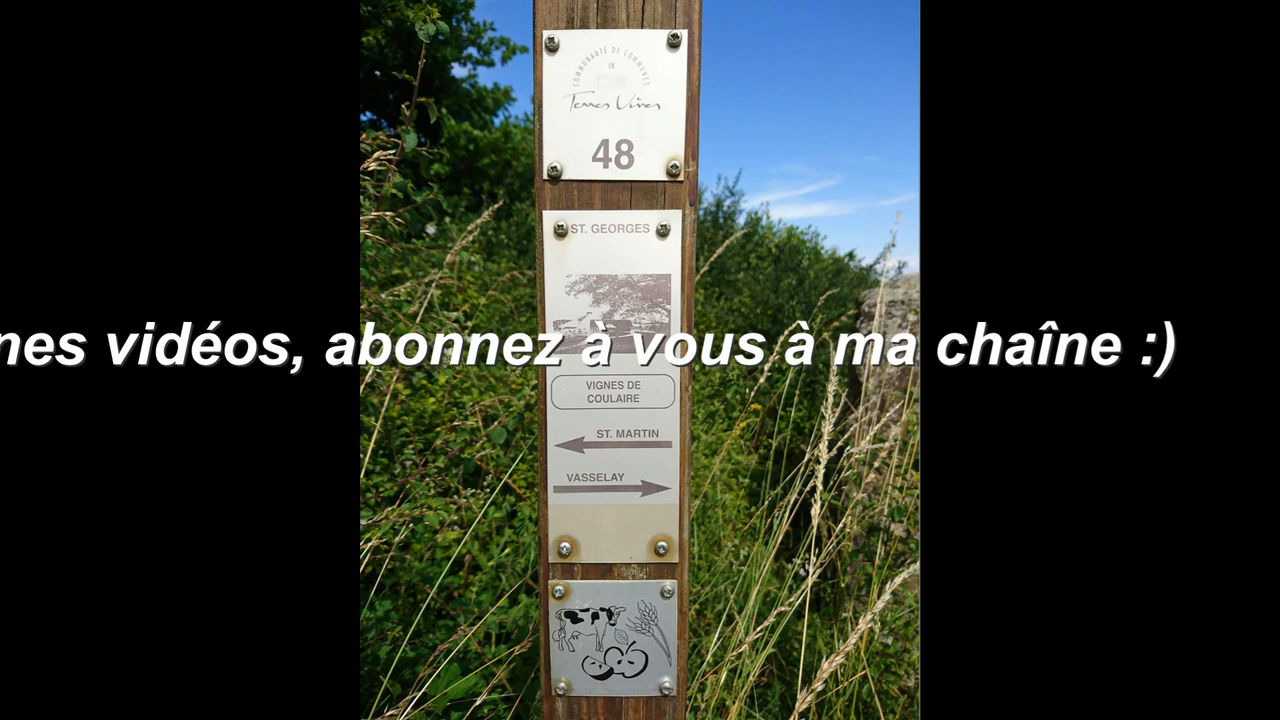 COMMUNAUTÉ DE COMMUNES
EN
Terres Vives
48
ST. GEORGES
nes vidéos, abonnez à vous à ma chaîne :)
VIGNES DE
COULAIRE
ST. MARTIN
VASSELAY